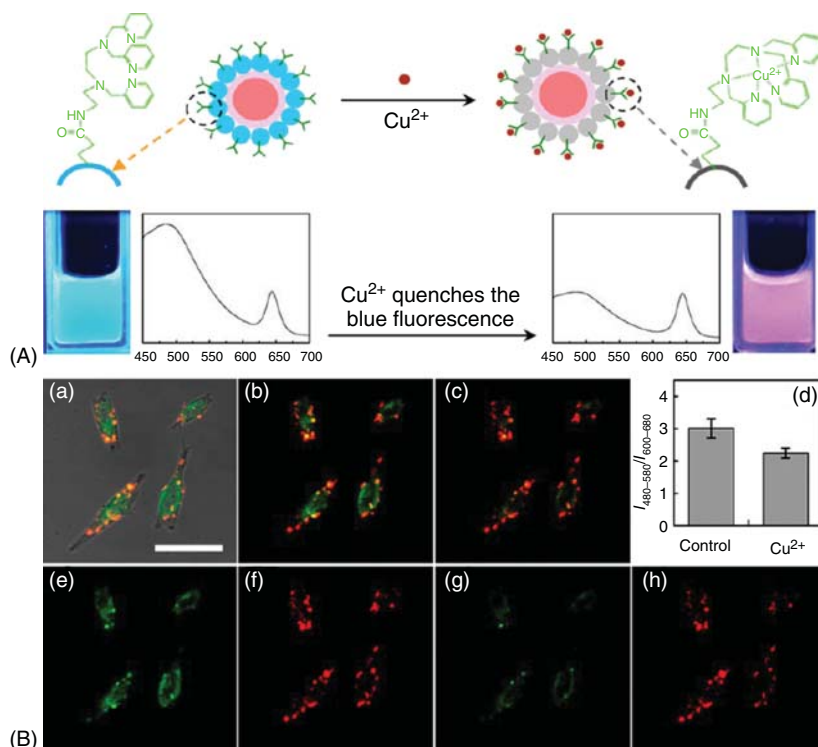 N
N
N
N
N
HN
O
Cu²⁺
N
N
N
Cu²⁺
N
N
HN
O
Cu²⁺ quenches the
blue fluorescence
450 500 550 600 650 700
450 500 550 600 650 700
(A)
(a)
(b)
(c)
(d)
I480–580/I600–680
4
3
2
1
0
Control
Cu²⁺
(e)
(f)
(g)
(h)
(B)